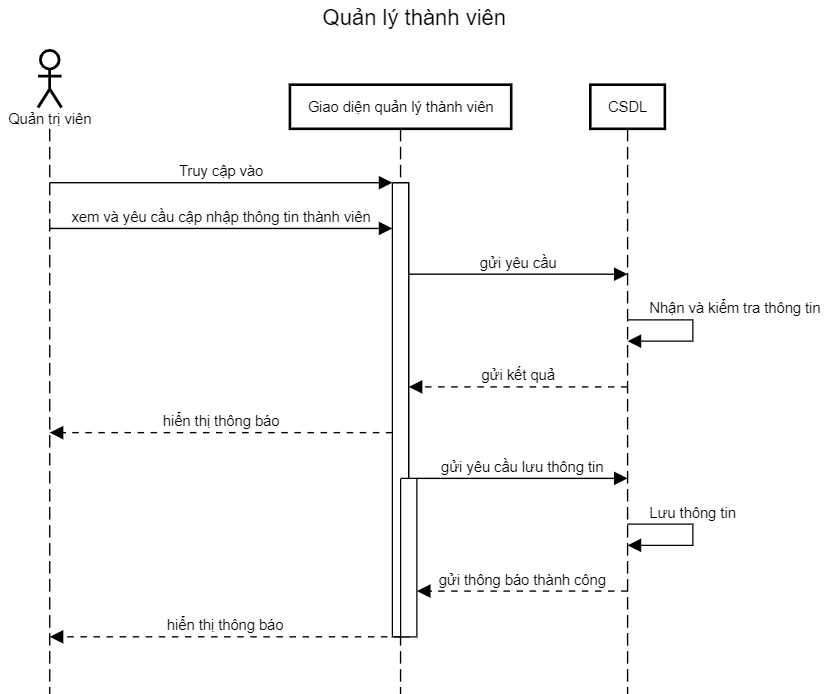 Quản lý thành viên
Quản trị viên
Giao diện quản lý thành viên
CSDL
Truy cập vào
xem và yêu cầu cập nhập thông tin thành viên
gửi yêu cầu
Nhận và kiểm tra thông tin
gửi kết quả
hiển thị thông báo
gửi yêu cầu lưu thông tin
Lưu thông tin
gửi thông báo thành công
hiển thị thông báo